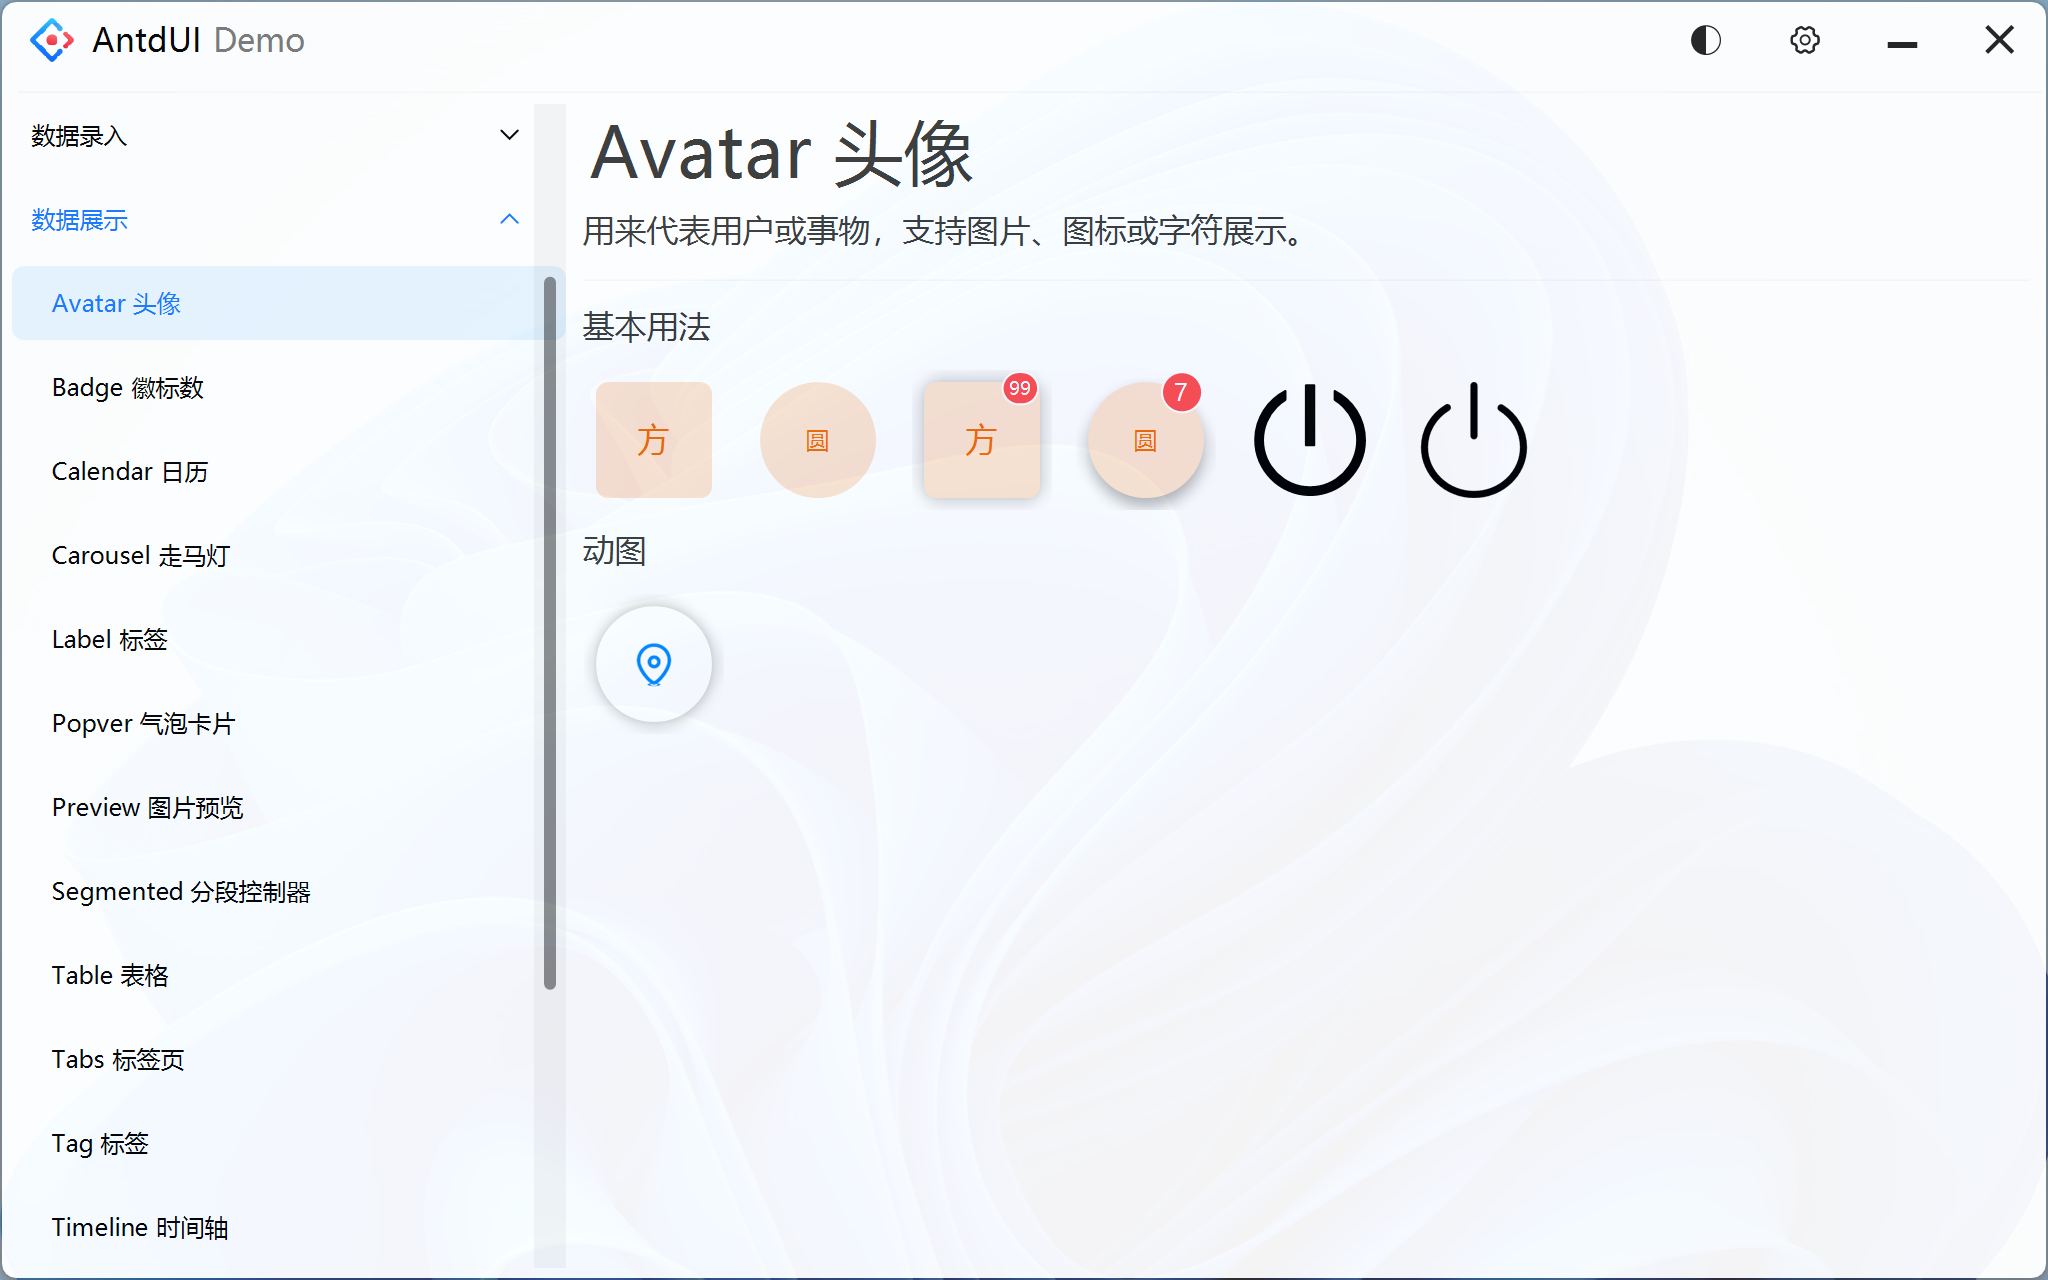 AntdUI Demo
数据录入
数据展示
Avatar 头像
Badge 徽标数
Calendar 日历
Carousel 走马灯
Label 标签
Popver 气泡卡片
Preview 图片预览
Segmented 分段控制器
Table 表格
Tabs 标签页
Tag 标签
Timeline 时间轴
Avatar 头像
用来代表用户或事物，支持图片、图标或字符展示。
基本用法
方 圆 方 99 圆 7
动图